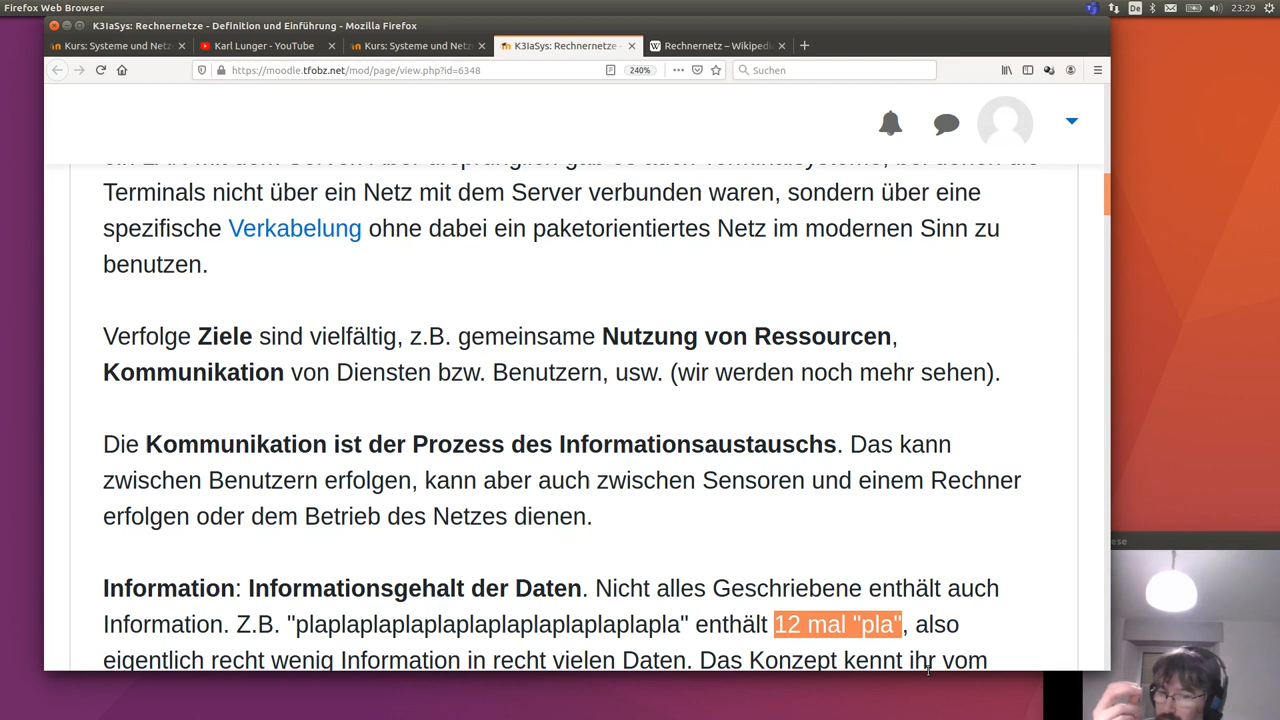 Firefox Web Browser
De
23:29
K3IaSys: Rechnernetze - Definition und Einführung - Mozilla Firefox
Kurs: Systeme und Netz
Karl Lunger - YouTube
Kurs: Systeme und Netz
K3IaSys: Rechnernetze -
Rechnernetz – Wikipedi
https://moodle.tfobz.net/mod/page/view.php?id=6348
240%
Suchen
Terminals nicht über ein Netz mit dem Server verbunden waren, sondern über eine
spezifische Verkabelung ohne dabei ein paketorientiertes Netz im modernen Sinn zu
benutzen.
Verfolge Ziele sind vielfältig, z.B. gemeinsame Nutzung von Ressourcen,
Kommunikation von Diensten bzw. Benutzern, usw. (wir werden noch mehr sehen).
Die Kommunikation ist der Prozess des Informationsaustauschs. Das kann
zwischen Benutzern erfolgen, kann aber auch zwischen Sensoren und einem Rechner
erfolgen oder dem Betrieb des Netzes dienen.
Information: Informationsgehalt der Daten. Nicht alles Geschriebene enthält auch
Information. Z.B. "plaplaplaplaplaplaplaplaplaplaplapla" enthält 12 mal "pla", also
eigentlich recht wenig Information in recht vielen Daten. Das Konzept kennt ihr vom
ese